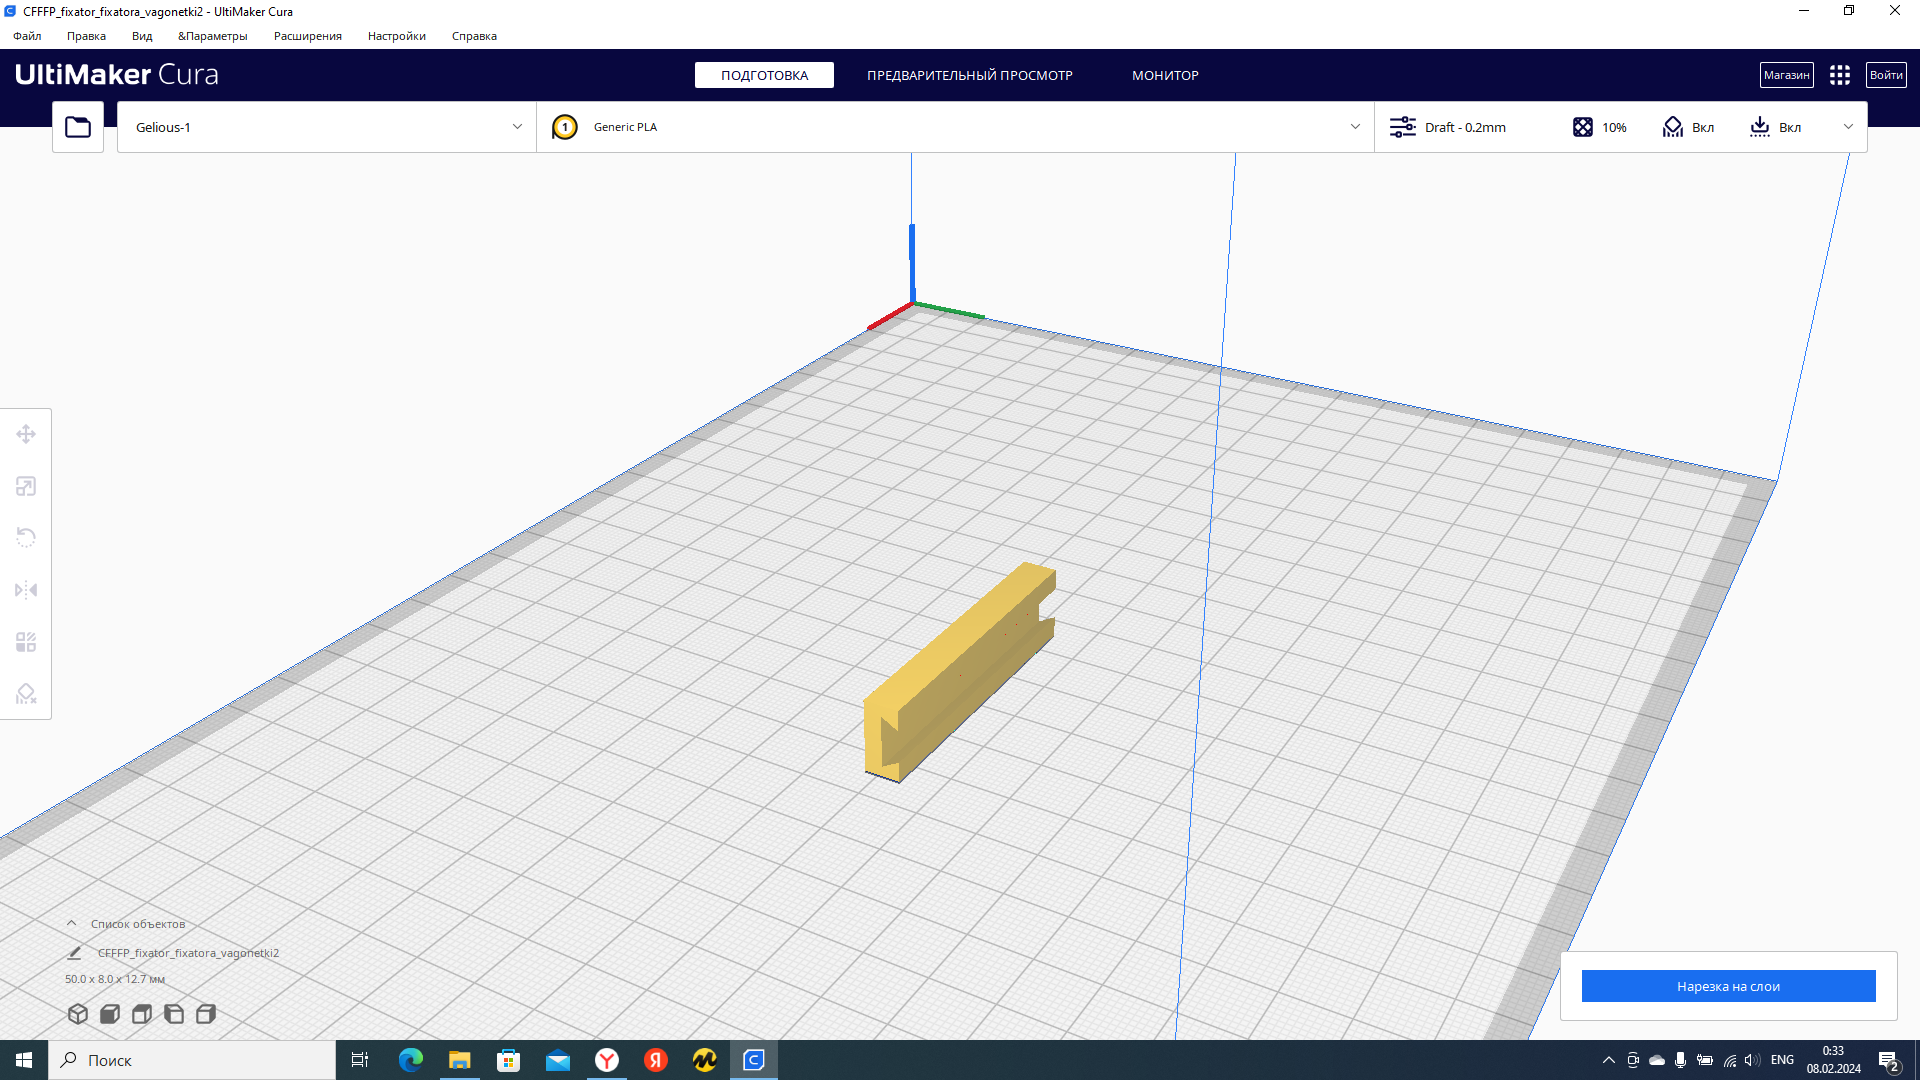 CFFFP_fixator_fixatora_vagonetki2 - UltiMaker Cura
Файл Правка Вид &Параметры Расширения Настройки Справка
UltiMaker Cura
ПОДГОТОВКА ПРЕДВАРИТЕЛЬНЫЙ ПРОСМОТР МОНИТОР
Магазин Войти
Gelious-1 1 Generic PLA Draft - 0.2mm 10% Вкл Вкл
Список объектов
CFFFP_fixator_fixatora_vagonetki2
50.0 x 8.0 x 12.7 мм
Нарезка на слои
Поиск
ENG
0:33
08.02.2024
2